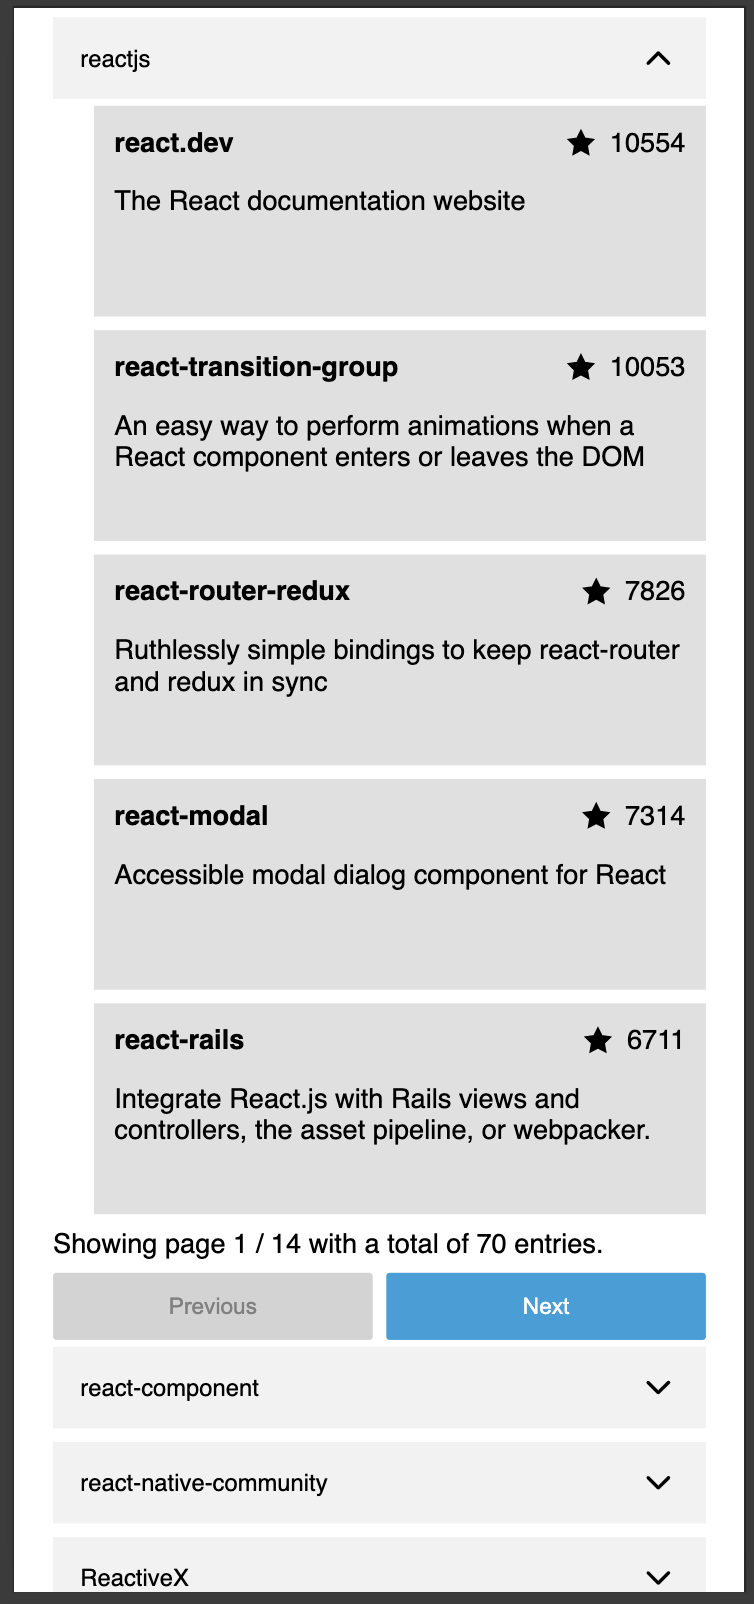 reactjs
react.dev
10554
The React documentation website
react-transition-group
10053
An easy way to perform animations when a
React component enters or leaves the DOM
react-router-redux
7826
Ruthlessly simple bindings to keep react-router
and redux in sync
react-modal
7314
Accessible modal dialog component for React
react-rails
6711
Integrate React.js with Rails views and
controllers, the asset pipeline, or webpacker.
Showing page 1 / 14 with a total of 70 entries.
Previous
Next
react-component
react-native-community
ReactiveX